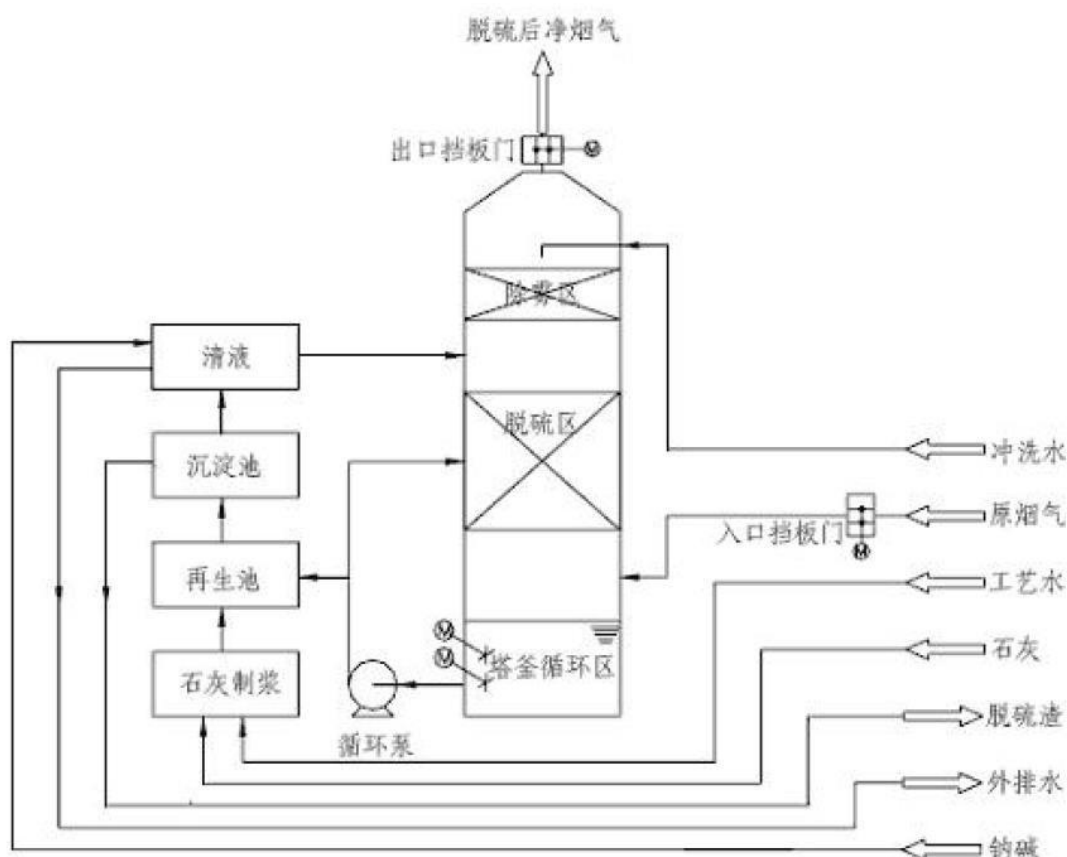 脱硫后净烟气
出口挡板门
M
除雾区
清液
脱硫区
沉淀池
冲洗水
原烟气
入口挡板门
M
再生池
工艺水
M
M
塔釜循环区
石灰
石灰制浆
循环泵
脱硫渣
外排水
钠碱